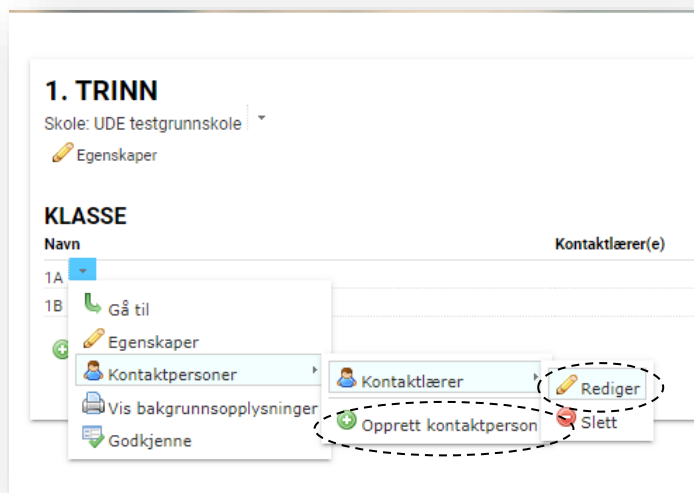 1. TRINN
Skole: UDE testgrunnskole
Egenskaper
KLASSE
Navn Kontaktlærer(e)
1A
1B
Gå til
Egenskaper
Kontaktpersoner
Vis bakgrunnsopplysninger
Godkjenne
Kontaktlærer
Opprett kontaktperson
Rediger
Slett